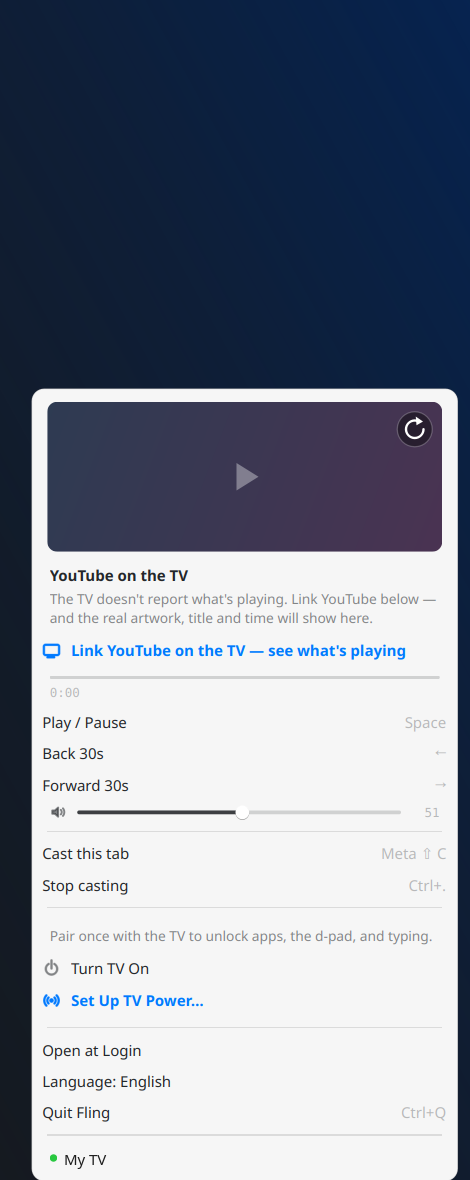 YouTube on the TV
The TV doesn't report what's playing. Link YouTube below —
and the real artwork, title and time will show here.
Link YouTube on the TV — see what's playing
0:00
Play / Pause Space
Back 30s ←
Forward 30s →
51
Cast this tab Meta ⇧ C
Stop casting Ctrl+.
Pair once with the TV to unlock apps, the d-pad, and typing.
Turn TV On
Set Up TV Power...
Open at Login
Language: English
Quit Fling Ctrl+Q
My TV